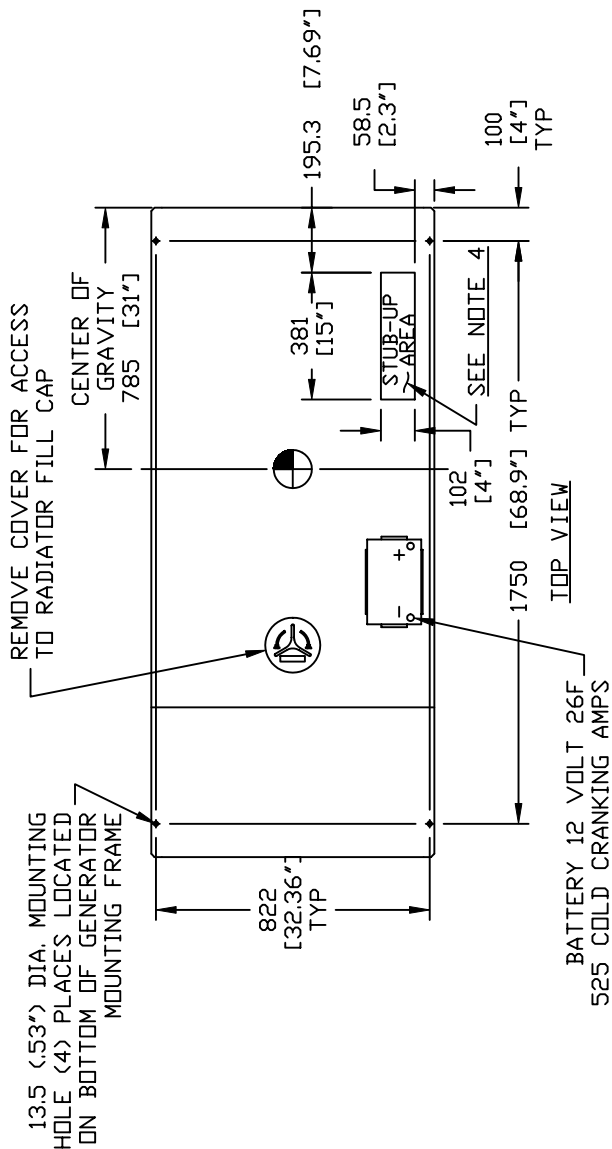 REMOVE COVER FOR ACCESS
TO RADIATOR FILL CAP
13.5 (.53") DIA. MOUNTING
HOLE (4) PLACES LOCATED
ON BOTTOM OF GENERATOR
MOUNTING FRAME
CENTER OF
GRAVITY
785 [31"]
195.3 [7.69"]
381
[15"]
58.5
[2.3"]
100
[4"]
TYP
STUB-UP
AREA
SEE NOTE 4
102
[4"]
822
[32.36"]
TYP
- +
1750 [68.9"] TYP
TOP VIEW
BATTERY 12 VOLT 26F
525 COLD CRANKING AMPS